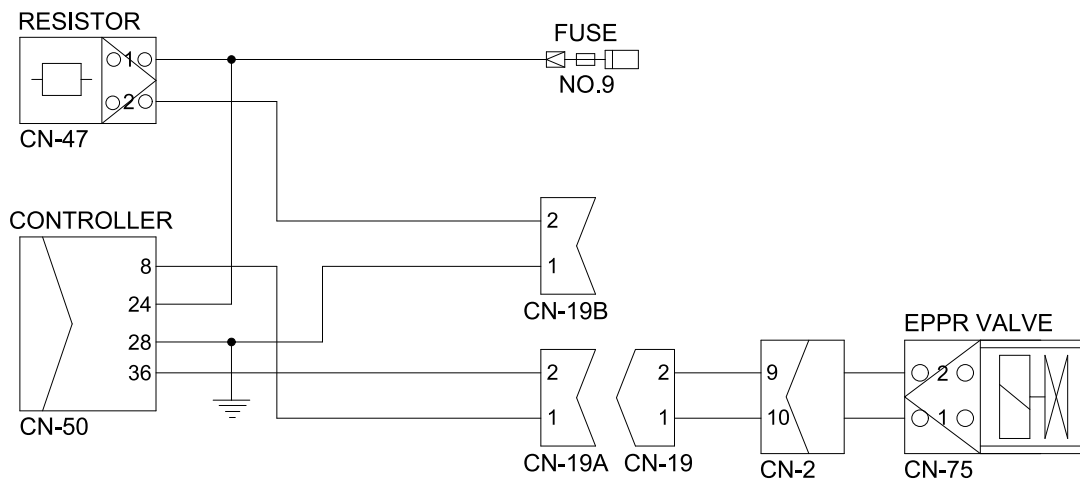 RESISTOR
1
2
CN-47
FUSE
NO.9
CONTROLLER
8
24
28
36
CN-50
2
1
CN-19B
2
1
CN-19A
2
1
CN-19
9
10
CN-2
EPPR VALVE
2
1
CN-75